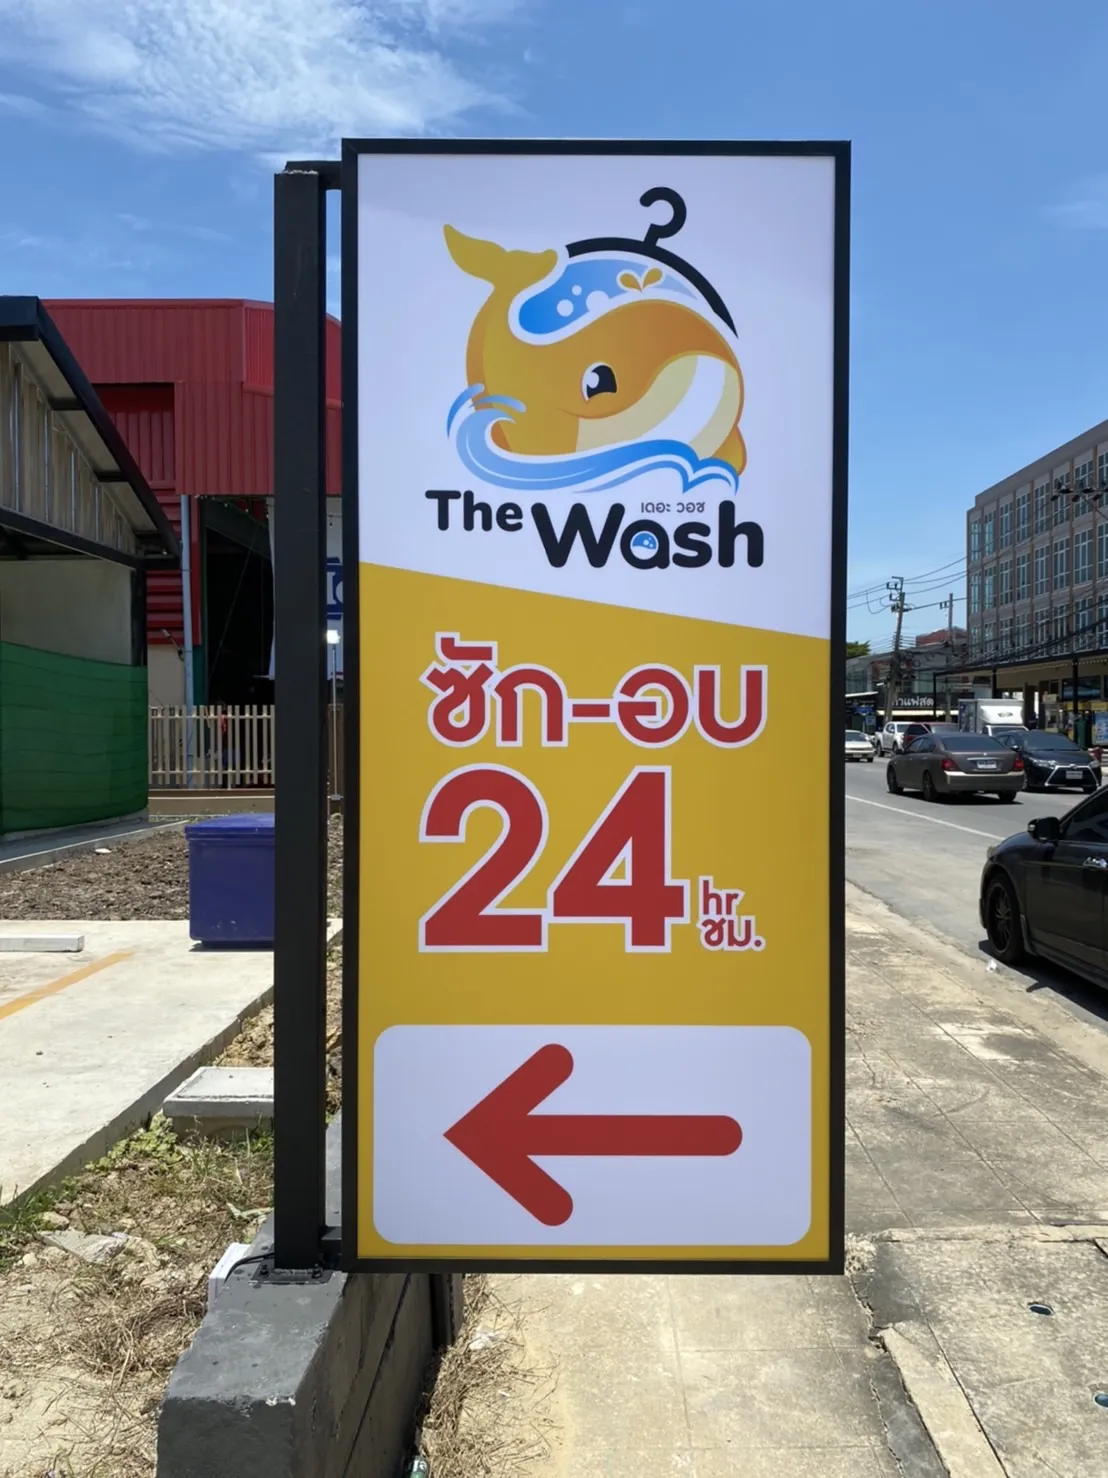 The Wash
เดอะ วอช
ซัก-อบ
24 hr
ชม.